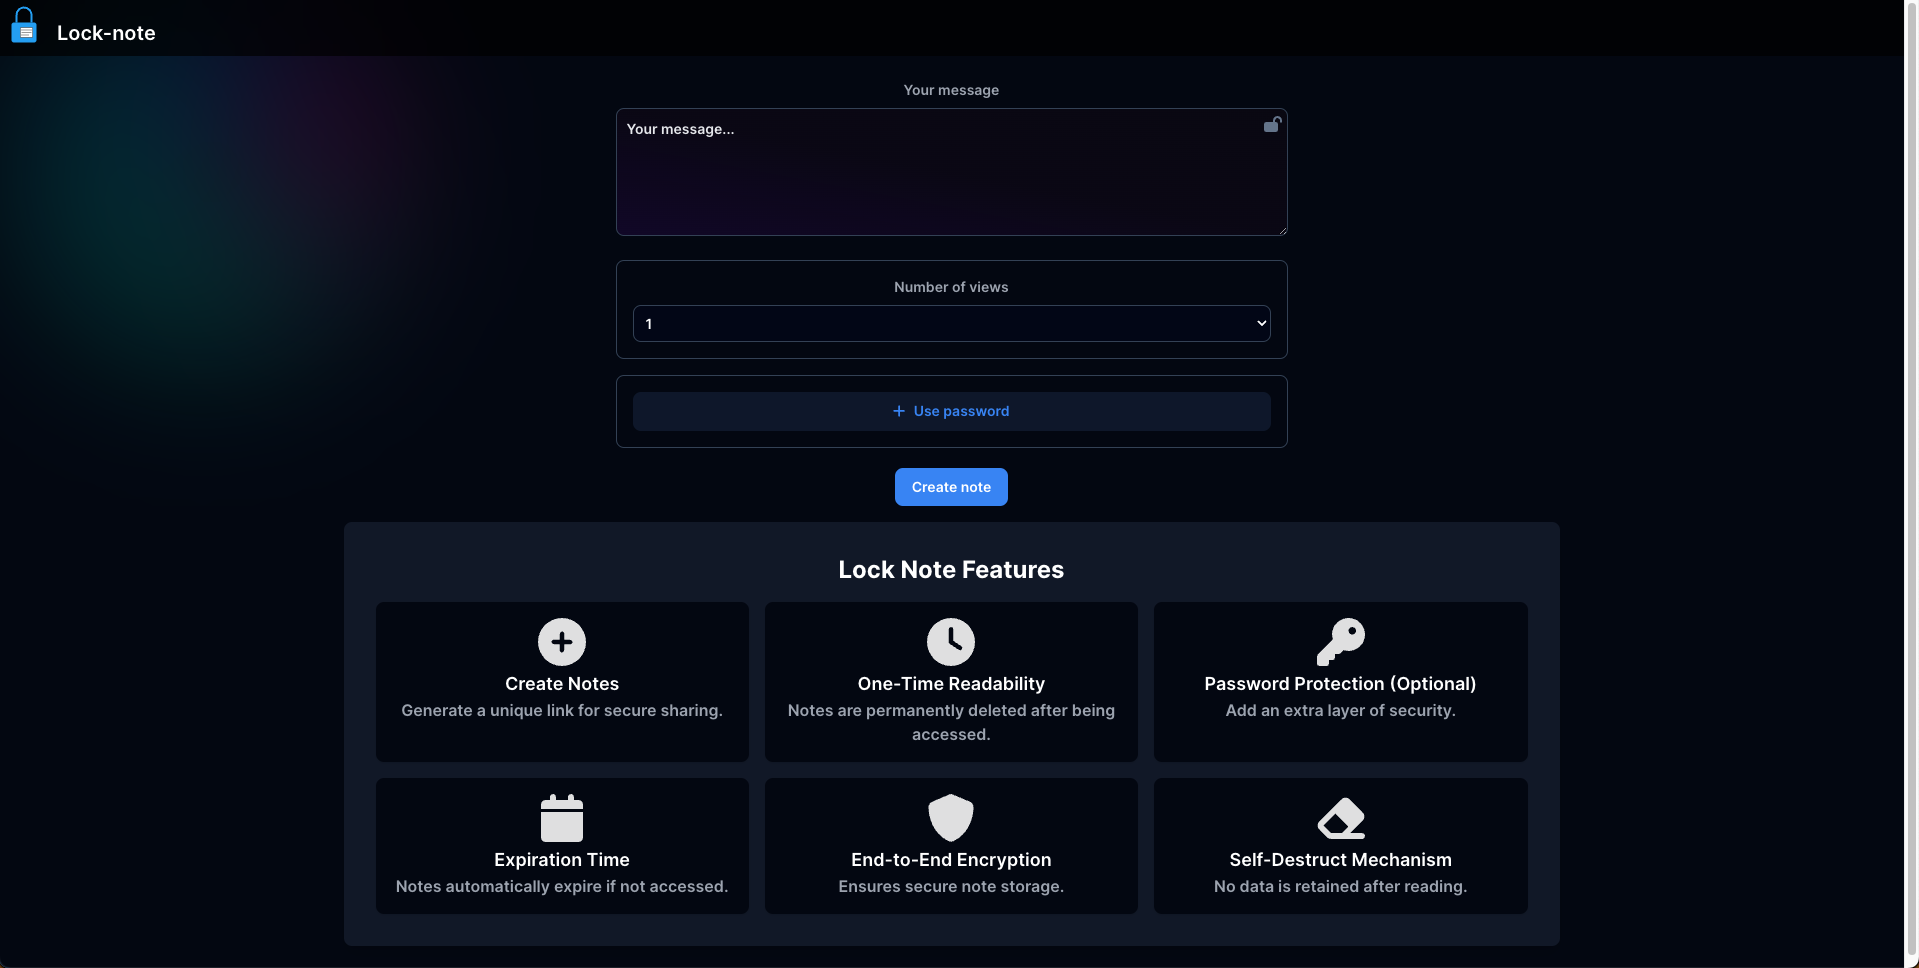 Lock-note
Your message
Your message...
Number of views
1
Use password
Create note
Lock Note Features
Create Notes
Generate a unique link for secure sharing.
One-Time Readability
Notes are permanently deleted after being
accessed.
Password Protection (Optional)
Add an extra layer of security.
Expiration Time
Notes automatically expire if not accessed.
End-to-End Encryption
Ensures secure note storage.
Self-Destruct Mechanism
No data is retained after reading.